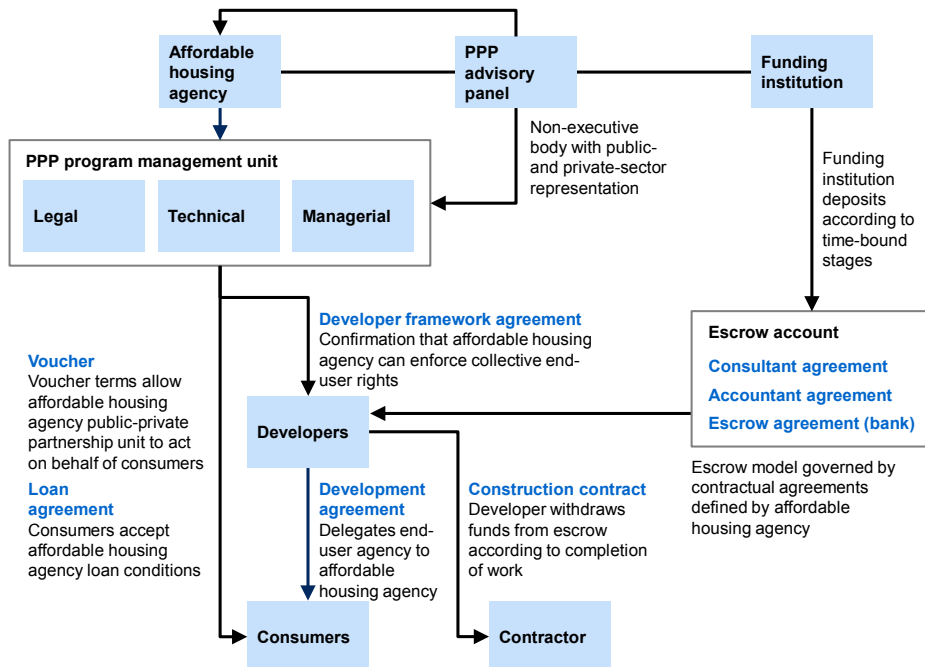 Affordable
housing
agency
PPP
advisory
panel
Funding
institution
Non-executive
body with public-
and private-sector
representation
Funding
institution
deposits
according to
time-bound
stages
PPP program management unit
Legal
Technical
Managerial
Developer framework agreement
Confirmation that affordable housing
agency can enforce collective end-
user rights
Voucher
Voucher terms allow
affordable housing
agency public-private
partnership unit to act
on behalf of consumers
Loan
agreement
Consumers accept
affordable housing
agency loan conditions
Escrow account
Consultant agreement
Accountant agreement
Escrow agreement (bank)
Escrow model governed by
contractual agreements
defined by affordable
housing agency
Developers
Development
agreement
Delegates end-
user agency to
affordable
housing agency
Construction contract
Developer withdraws
funds from escrow
according to completion
of work
Consumers
Contractor